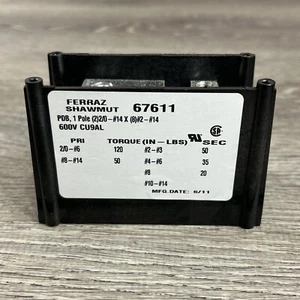 FERRAZ
SHAWMUT 67611
PDB, 1 Pole (2)2/0-#14 X (8)#2-#14
600V CU9AL
PRI TORQUE (IN-LBS) SEC
2/0-#6 120 #2-#3 50
#8-#14 50 #4-#6 35
#8 20
#10-#14
MFG.DATE: 6/11